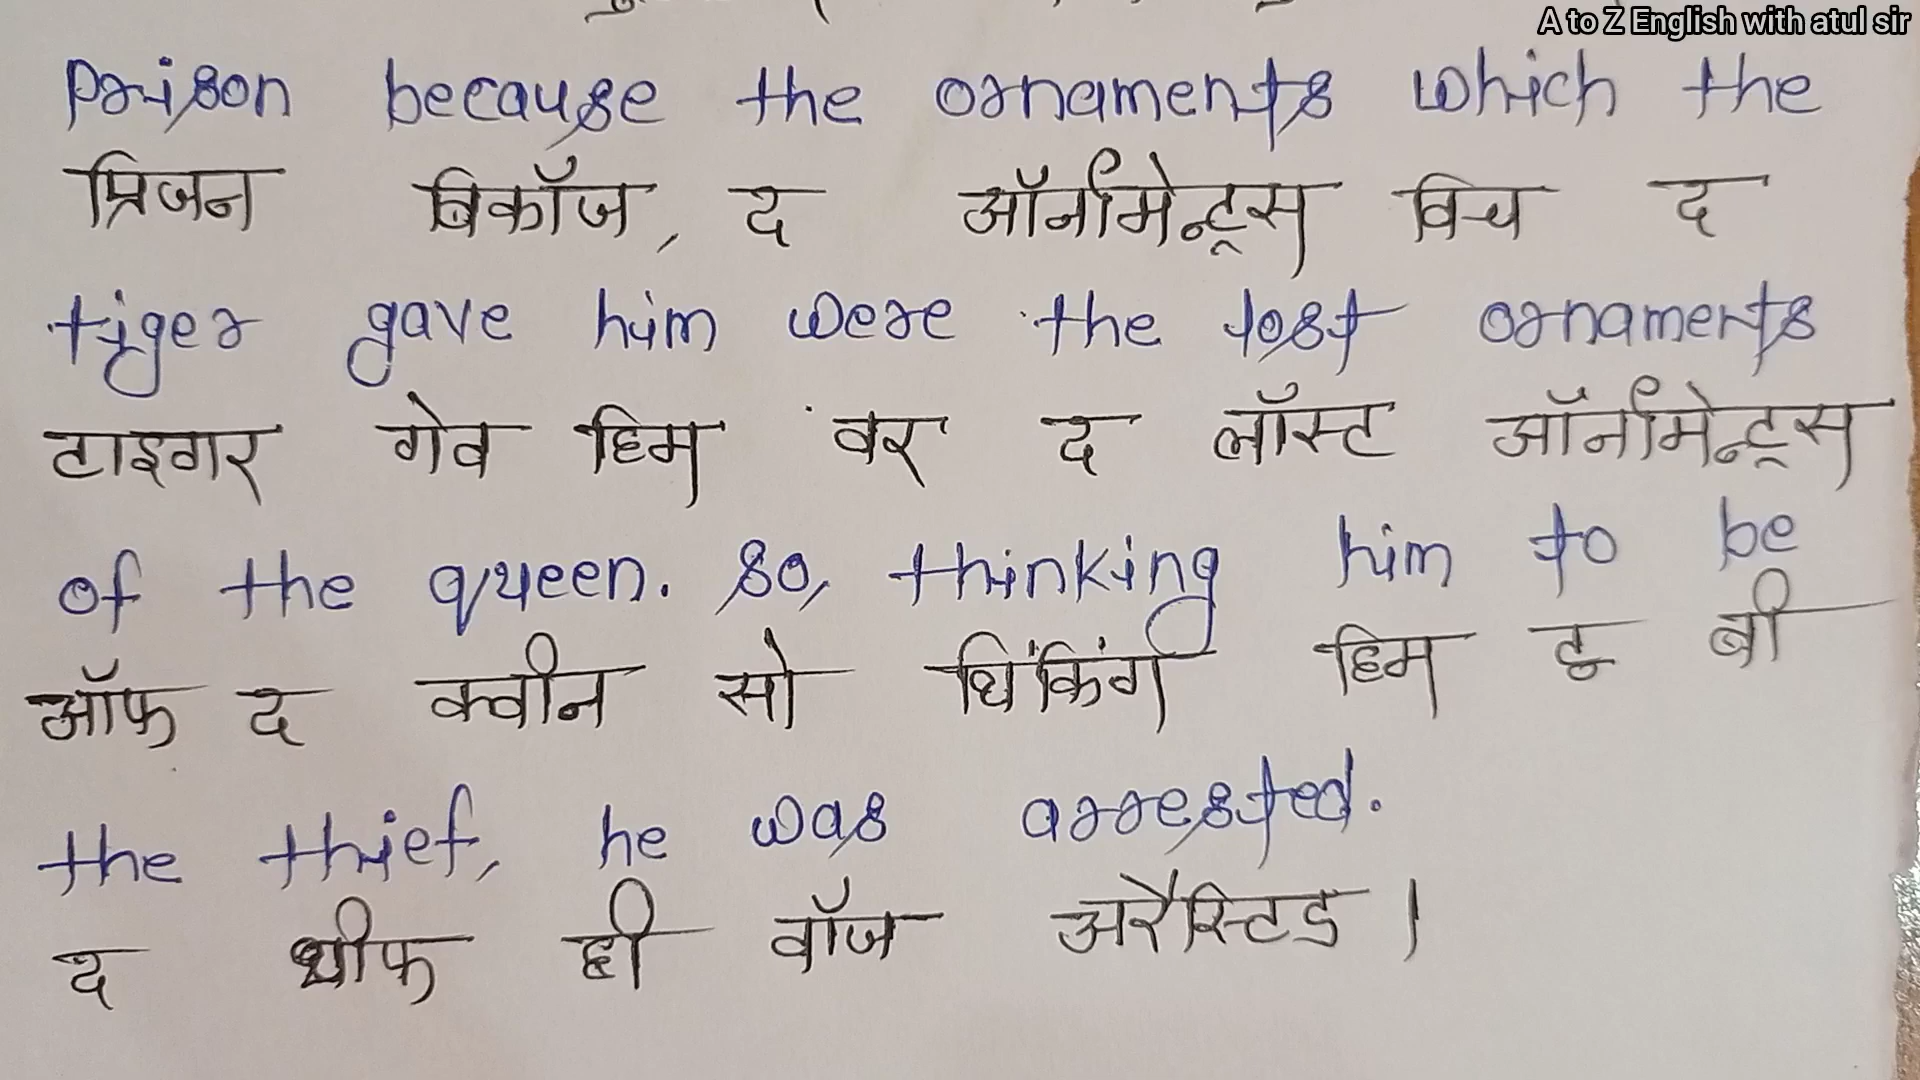 A to Z English with atul sir
prison because the ornaments which the
प्रिजन बिकॉज, द ऑर्नामेन्ट्स विच द
tiger gave him were the lost ornaments
टाइगर गेव हिम वर द लॉस्ट ऑर्नामेन्ट्स
of the queen. So, thinking him to be
ऑफ द क्वीन सो थिंकिंग हिम टू बी
the thief, he was arrested.
द थीफ ही वॉज अरैस्टिड।